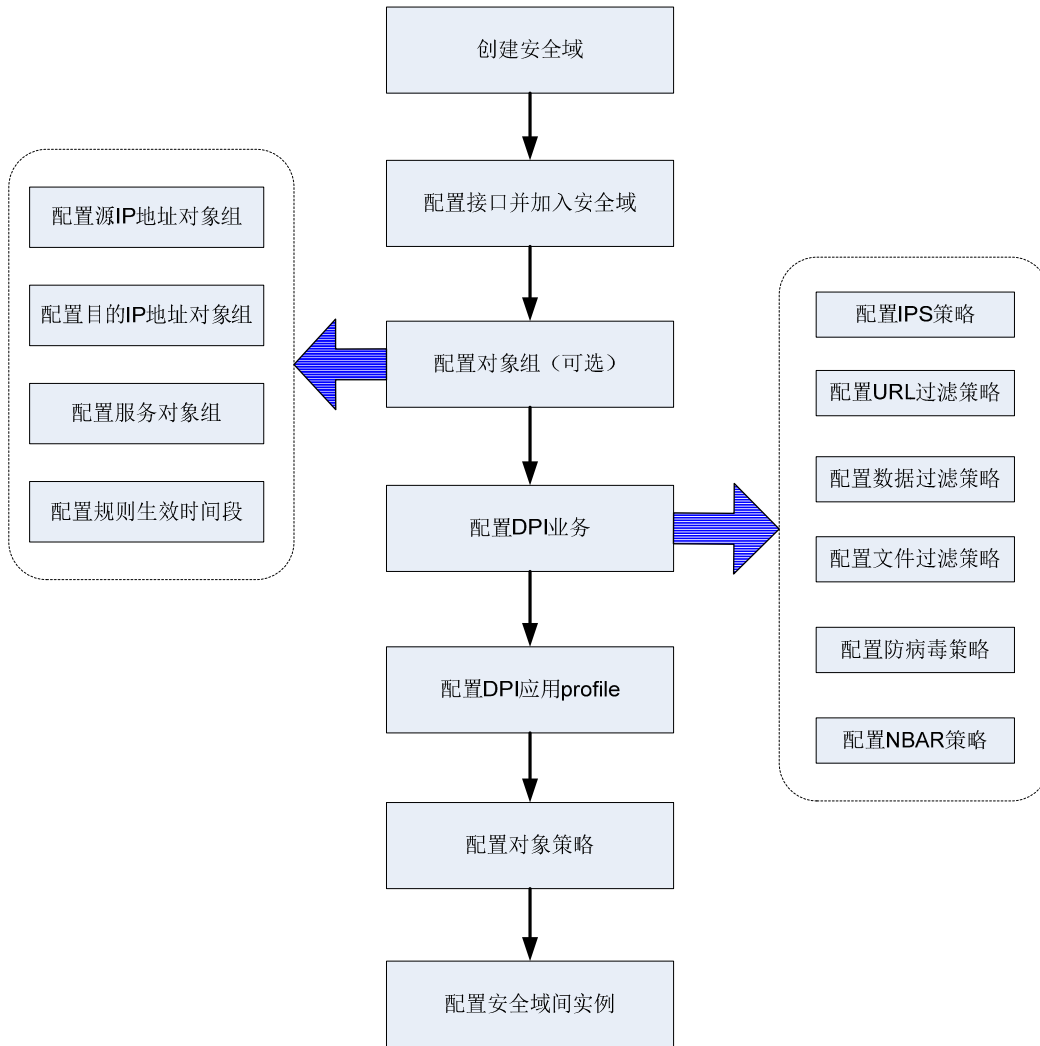 创建安全域
配置接口并加入安全域
配置对象组（可选）
配置DPI业务
配置DPI应用profile
配置对象策略
配置安全域间实例
配置源IP地址对象组
配置目的IP地址对象组
配置服务对象组
配置规则生效时间段
配置IPS策略
配置URL过滤策略
配置数据过滤策略
配置文件过滤策略
配置防病毒策略
配置NBAR策略